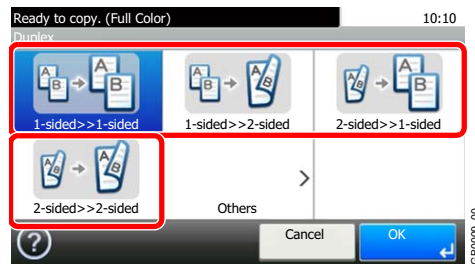 Ready to copy. (Full Color)
10:10
Duplex
A B A B
A B A B
A B A B
1-sided>>1-sided
1-sided>>2-sided
2-sided>>1-sided
A B A B
2-sided>>2-sided
Others
?
Cancel
OK